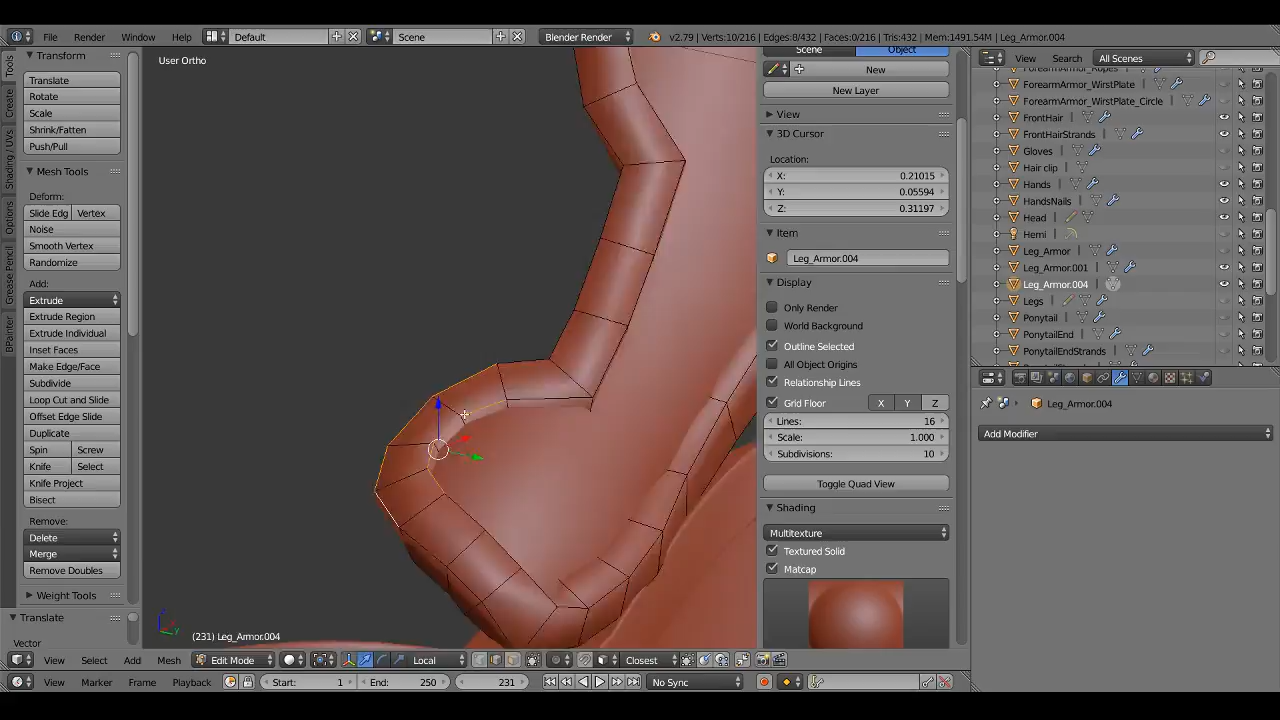 File Render Window Help Default Scene Blender Render v2.79 | Verts:10/216 | Edges:8/432 | Faces:0/216 | Tris:432 | Mem:1491.54M | Leg_Armor.004
Tools
Create
Shading / UVs
Options
Grease Pencil
BPainter
Transform
Translate
Rotate
Scale
Shrink/Fatten
Push/Pull
Mesh Tools
Deform:
Slide Edg Vertex
Noise
Smooth Vertex
Randomize
Add:
Extrude
Extrude Region
Extrude Individual
Inset Faces
Make Edge/Face
Subdivide
Loop Cut and Slide
Offset Edge Slide
Duplicate
Spin Screw
Knife Select
Knife Project
Bisect
Remove:
Delete
Merge
Remove Doubles
Weight Tools
Translate
Vector
User Ortho
(231) Leg_Armor.004
Scene Object
New
New Layer
View
3D Cursor
Location:
X: 0.21015
Y: 0.05594
Z: 0.31197
Item
Leg_Armor.004
Display
Only Render
World Background
Outline Selected
All Object Origins
Relationship Lines
Grid Floor X Y Z
Lines: 16
Scale: 1.000
Subdivisions: 10
Toggle Quad View
Shading
Multitexture
Textured Solid
Matcap
View Search All Scenes
ForearmArmor_Ropes
ForearmArmor_WirstPlate
ForearmArmor_WirstPlate_Circle
FrontHair
FrontHairStrands
Gloves
Hair clip
Hands
HandsNails
Head
Hemi
Leg_Armor
Leg_Armor.001
Leg_Armor.004
Legs
Ponytail
PonytailEnd
PonytailEndStrands
Leg_Armor.004
Add Modifier
View Select Add Mesh Edit Mode Local Closest
View Marker Frame Playback Start: 1 End: 250 231 No Sync